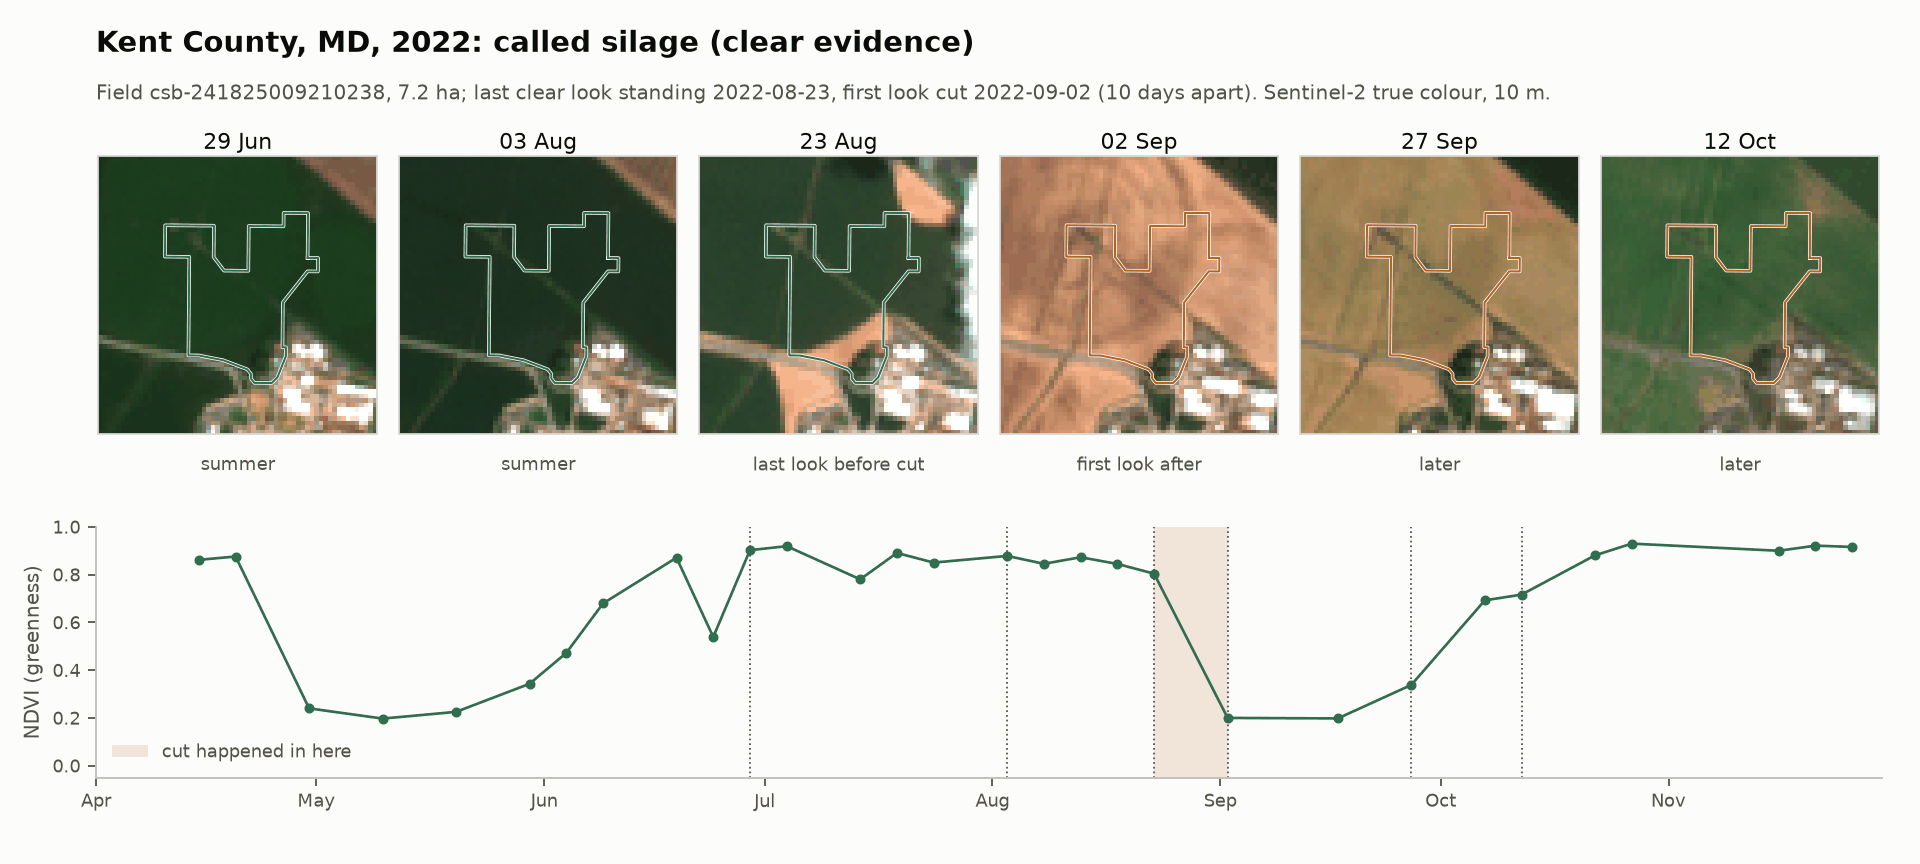 Kent County, MD, 2022: called silage (clear evidence)
Field csb-241825009210238, 7.2 ha; last clear look standing 2022-08-23, first look cut 2022-09-02 (10 days apart). Sentinel-2 true colour, 10 m.
29 Jun
03 Aug
23 Aug
02 Sep
27 Sep
12 Oct
summer
summer
last look before cut
first look after
later
later
NDVI (greenness)
1.0
0.8
0.6
0.4
0.2
0.0
cut happened in here
Apr
May
Jun
Jul
Aug
Sep
Oct
Nov